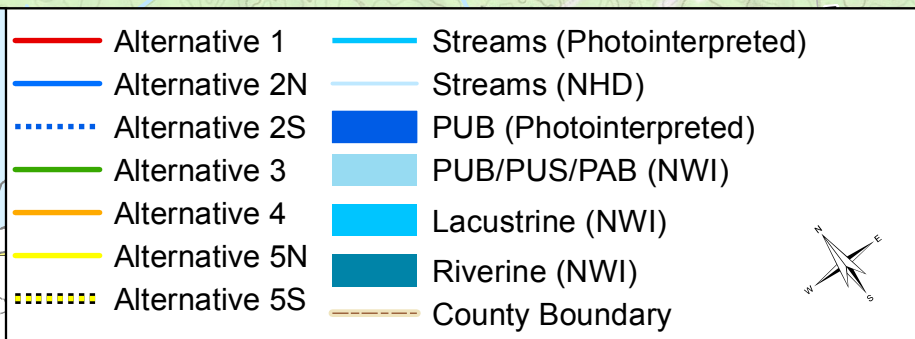 Alternative 1
Alternative 2N
Alternative 2S
Alternative 3
Alternative 4
Alternative 5N
Alternative 5S
Streams (Photointerpreted)
Streams (NHD)
PUB (Photointerpreted)
PUB/PUS/PAB (NWI)
Lacustrine (NWI)
Riverine (NWI)
County Boundary
N
E
W
S